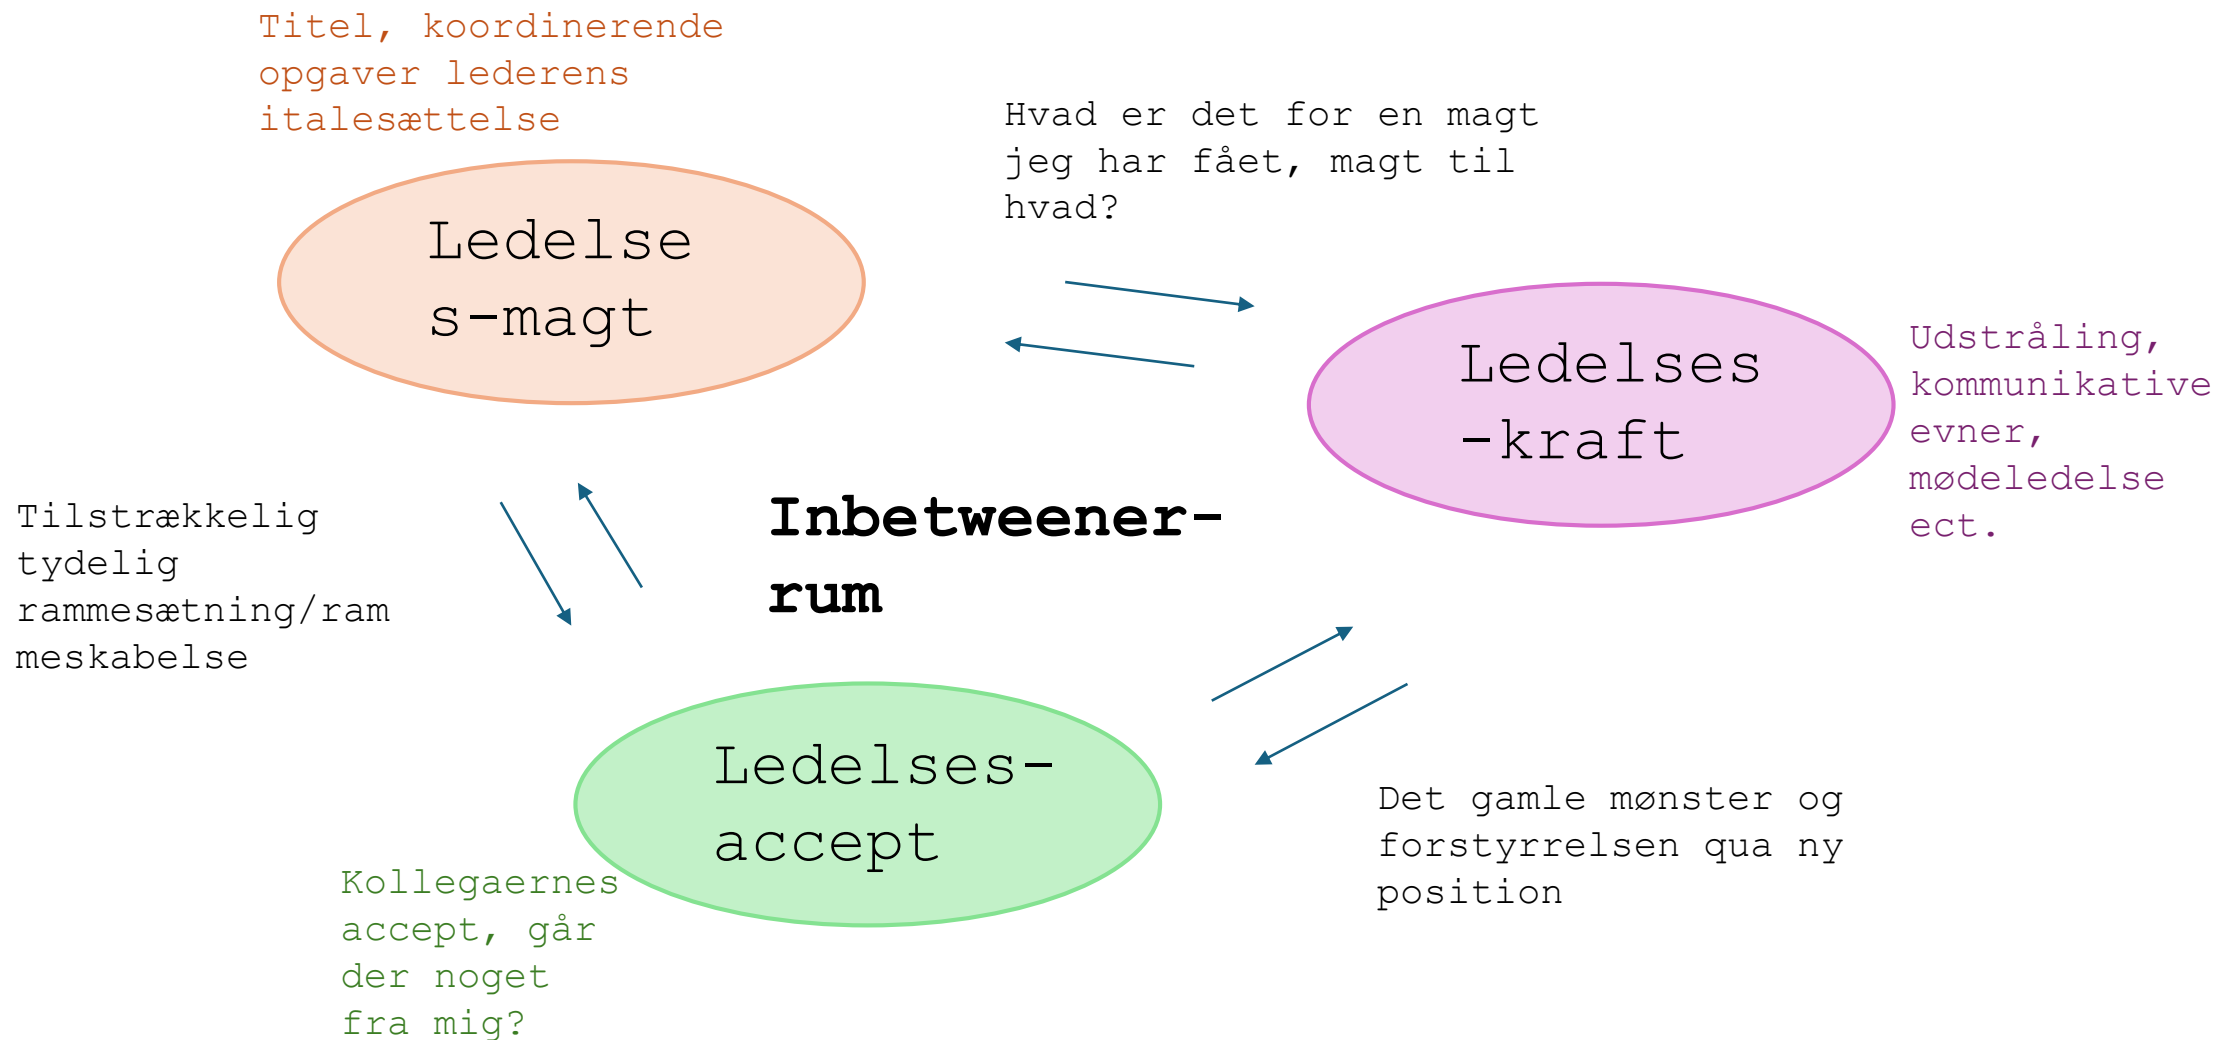 Titel, koordinerende
opgaver lederens
italesættelse
Hvad er det for en magt
jeg har fået, magt til
hvad?
Ledelse
s-magt
Ledelses
-kraft
Udstråling,
kommunikative
evner,
mødeledelse
ect.
Tilstrækkelig
tydelig
rammesætning/ram
meskabelse
Inbetweener-
rum
Ledelses-
accept
Det gamle mønster og
forstyrrelsen qua ny
position
Kollegaernes
accept, går
der noget
fra mig?